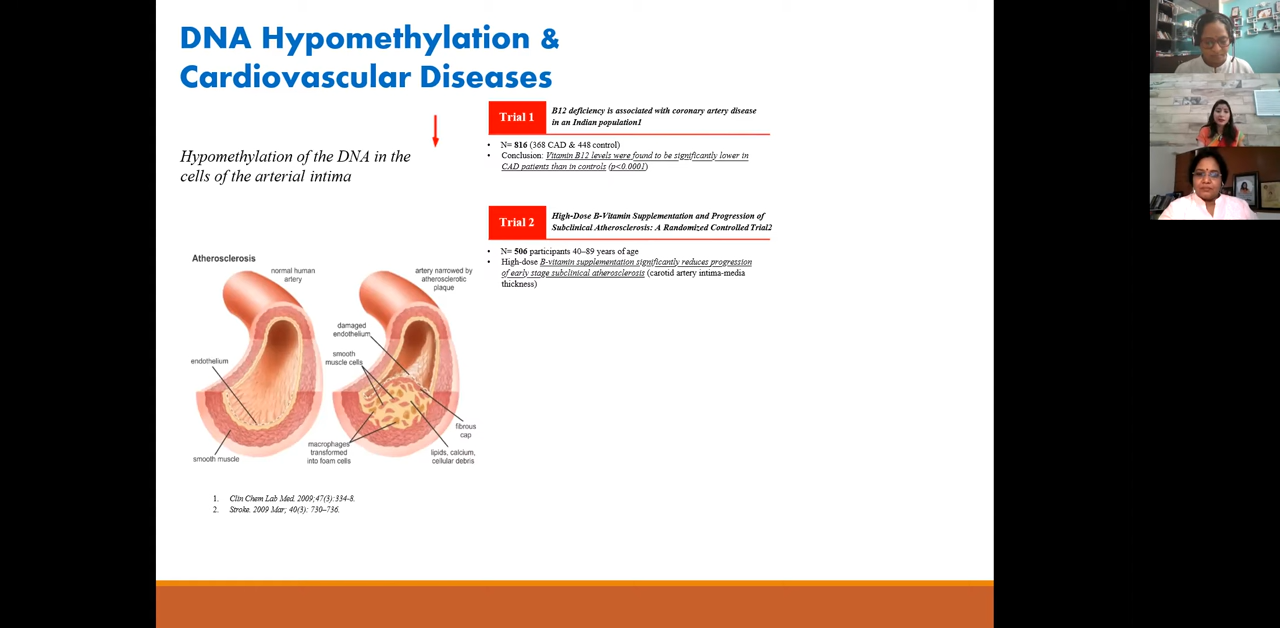 DNA Hypomethylation &
Cardiovascular Diseases
Hypomethylation of the DNA in the
cells of the arterial intima
Trial 1
B12 deficiency is associated with coronary artery disease
in an Indian population1
• N= 816 (368 CAD & 448 control)
• Conclusion: Vitamin B12 levels were found to be significantly lower in
CAD patients than in controls (p<0.0001)
Trial 2
High-Dose B-Vitamin Supplementation and Progression of
Subclinical Atherosclerosis: A Randomized Controlled Trial2
• N= 506 participants 40–89 years of age
• High-dose B-vitamin supplementation significantly reduces progression
of early stage subclinical atherosclerosis (carotid artery intima-media
thickness)
Atherosclerosis
normal human
artery
artery narrowed by
atherosclerotic
plaque
damaged
endothelium
smooth
muscle cells
endothelium
fibrous
cap
macrophages
transformed
into foam cells
lipids, calcium,
cellular debris
smooth muscle
1. Clin Chem Lab Med. 2009;47(3):334-8.
2. Stroke. 2009 Mar; 40(3): 730–736.